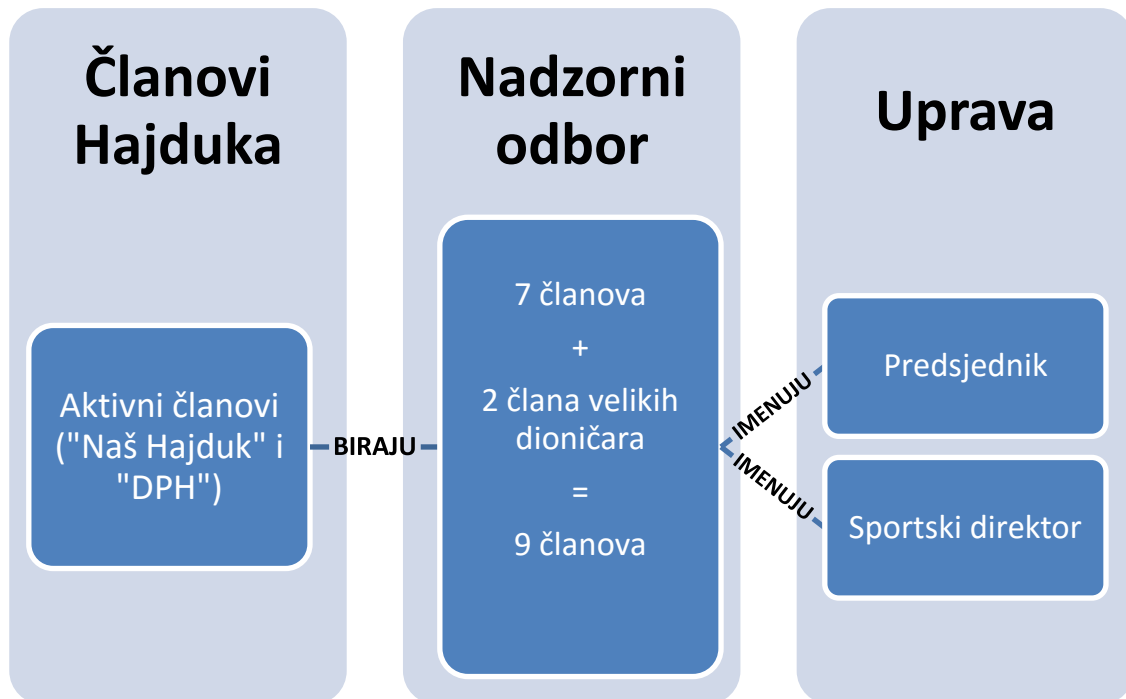 Članovi
Hajduka
Aktivni članovi
("Naš Hajduk" i
"DPH")
BIRAJU
Nadzorni
odbor
7 članova
+
2 člana velikih
dioničara
=
9 članova
IMENUJU
IMENUJU
Uprava
Predsjednik
Sportski direktor